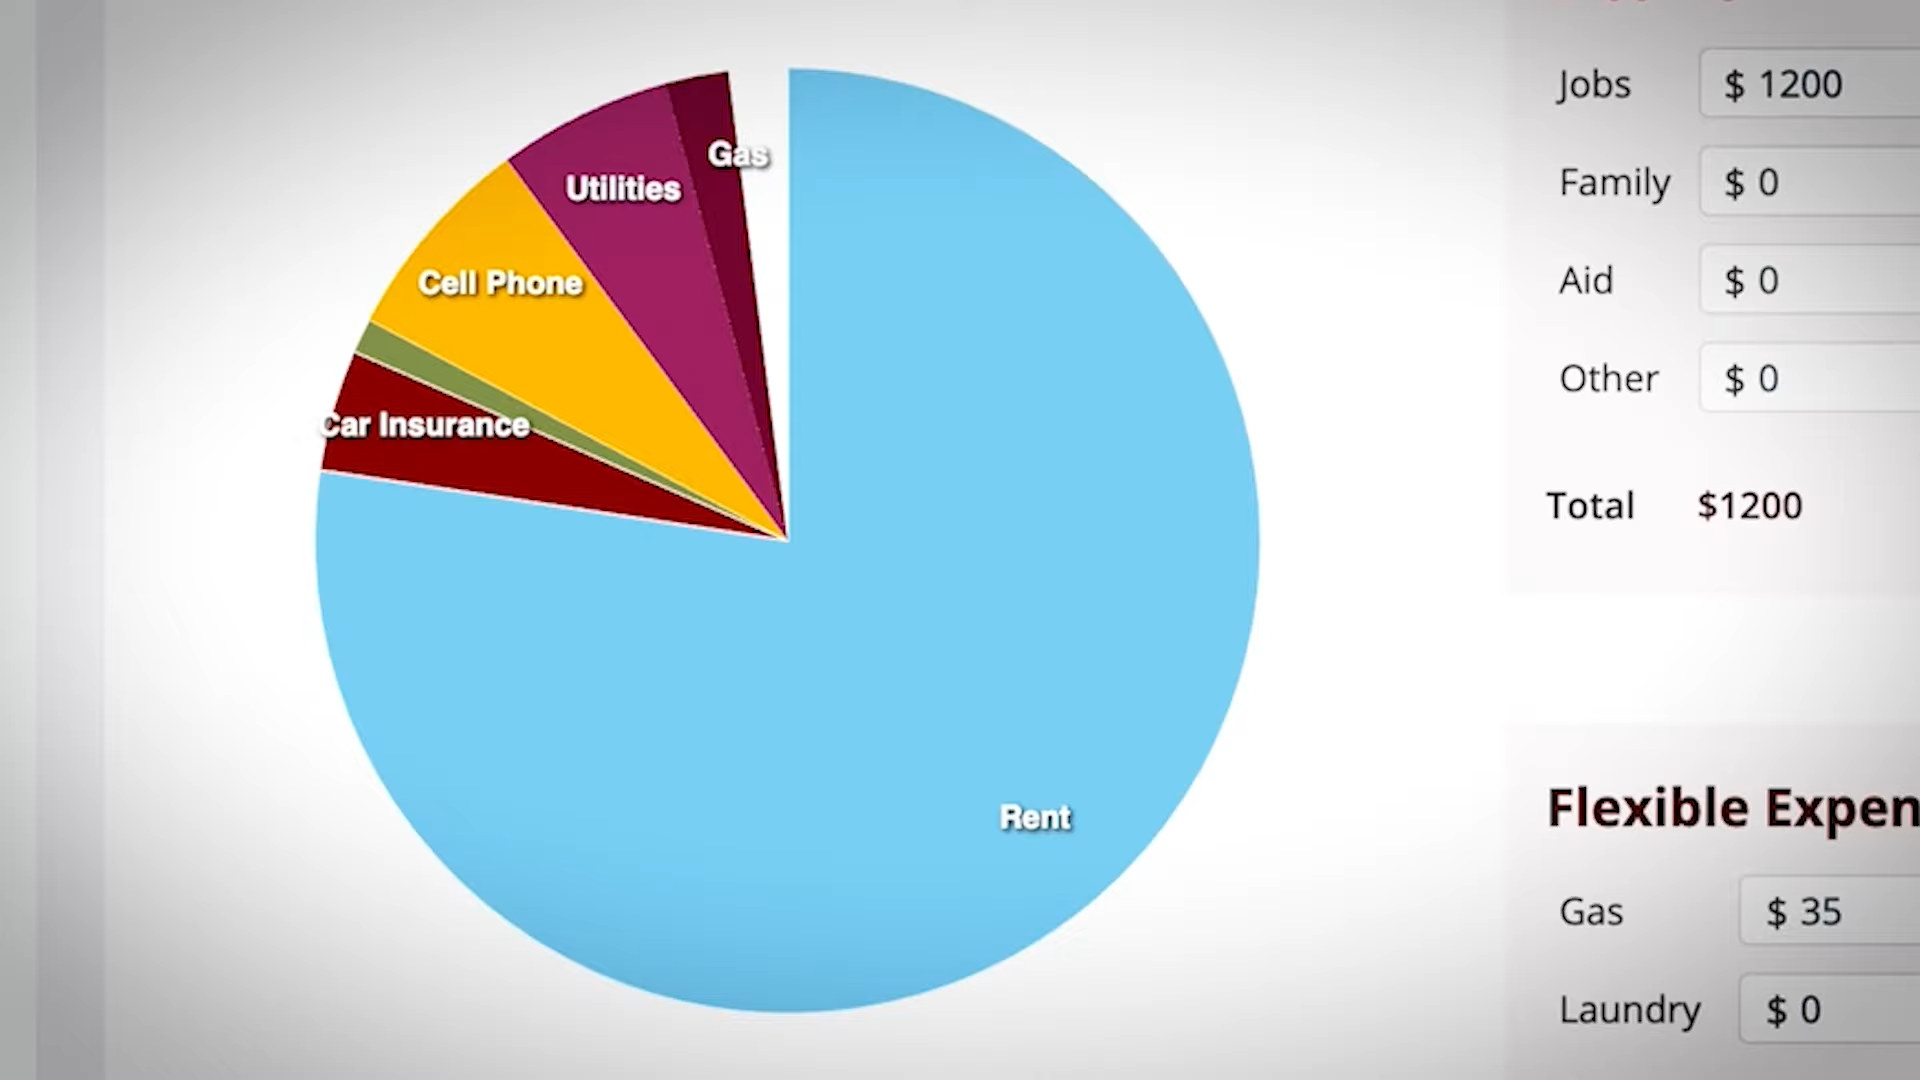 Gas
Utilities
Cell Phone
Car Insurance
Rent
Jobs $ 1200
Family $ 0
Aid $ 0
Other $ 0
Total $1200
Flexible Expen
Gas $ 35
Laundry $ 0